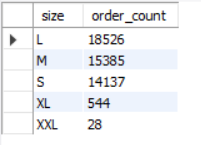 size order_count
L 18526
M 15385
S 14137
XL 544
XXL 28